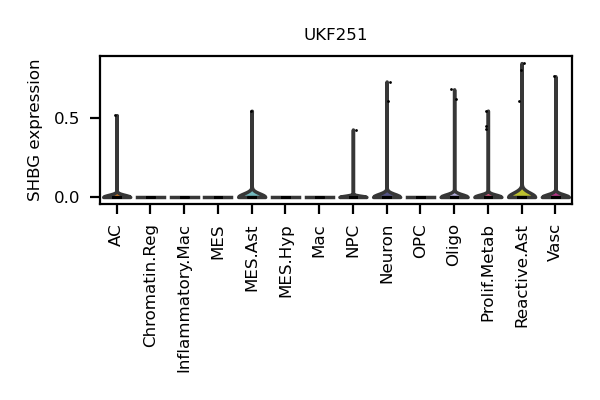 UKF251
SHBG expression
0.5
0.0
AC
Chromatin.Reg
Inflammatory.Mac
MES
MES.Ast
MES.Hyp
Mac
NPC
Neuron
OPC
Oligo
Prolif.Metab
Reactive.Ast
Vasc